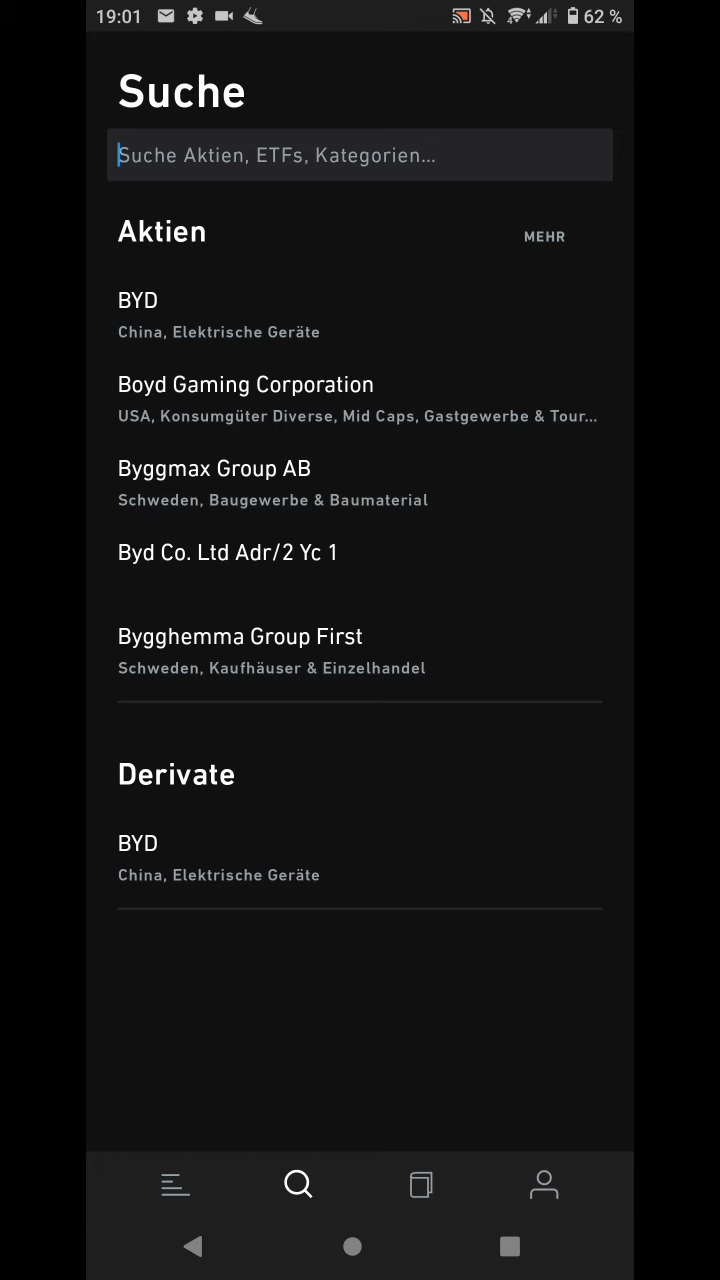 19:01
62 %
Suche
Suche Aktien, ETFs, Kategorien...
Aktien
MEHR
BYD
China, Elektrische Geräte
Boyd Gaming Corporation
USA, Konsumgüter Diverse, Mid Caps, Gastgewerbe & Tour...
Byggmax Group AB
Schweden, Baugewerbe & Baumaterial
Byd Co. Ltd Adr/2 Yc 1
Bygghemma Group First
Schweden, Kaufhäuser & Einzelhandel
Derivate
BYD
China, Elektrische Geräte